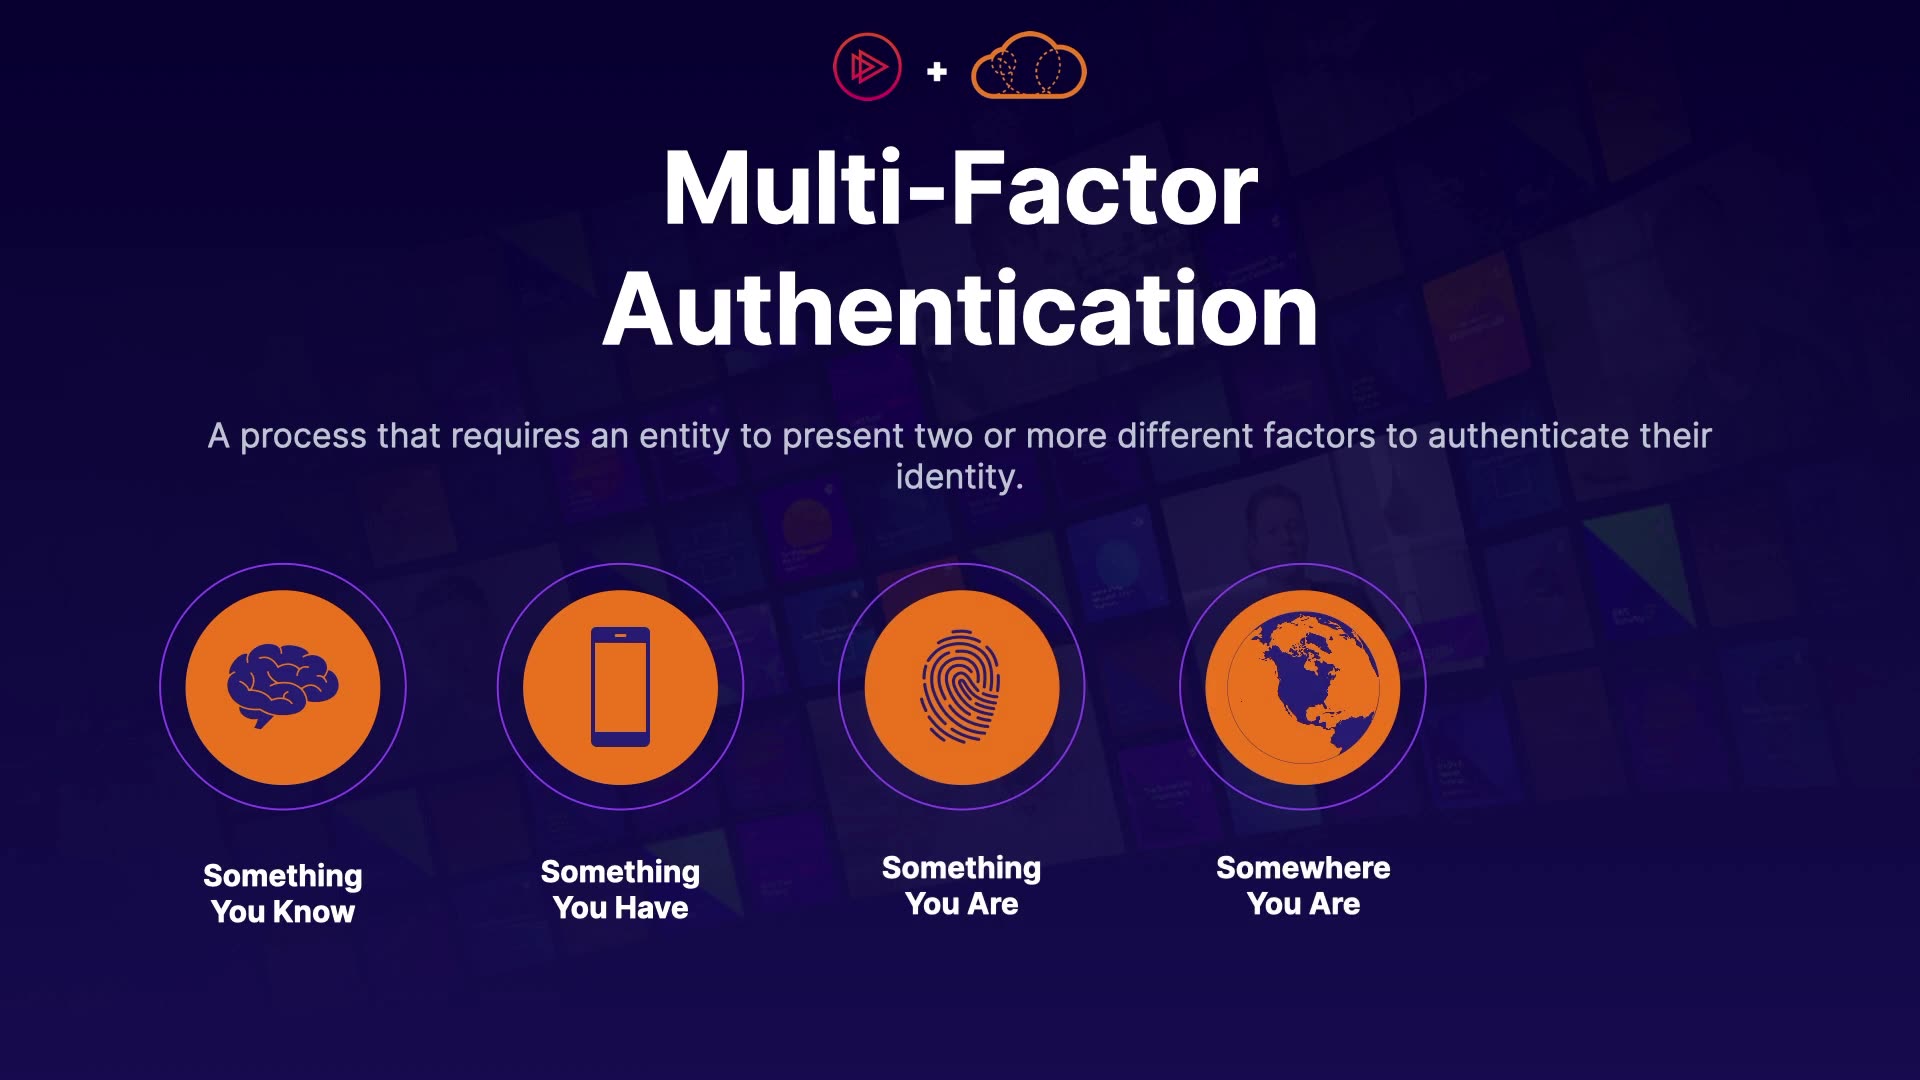 Multi-Factor
Authentication
A process that requires an entity to present two or more different factors to authenticate their
identity.
Something
You Know
Something
You Have
Something
You Are
Somewhere
You Are